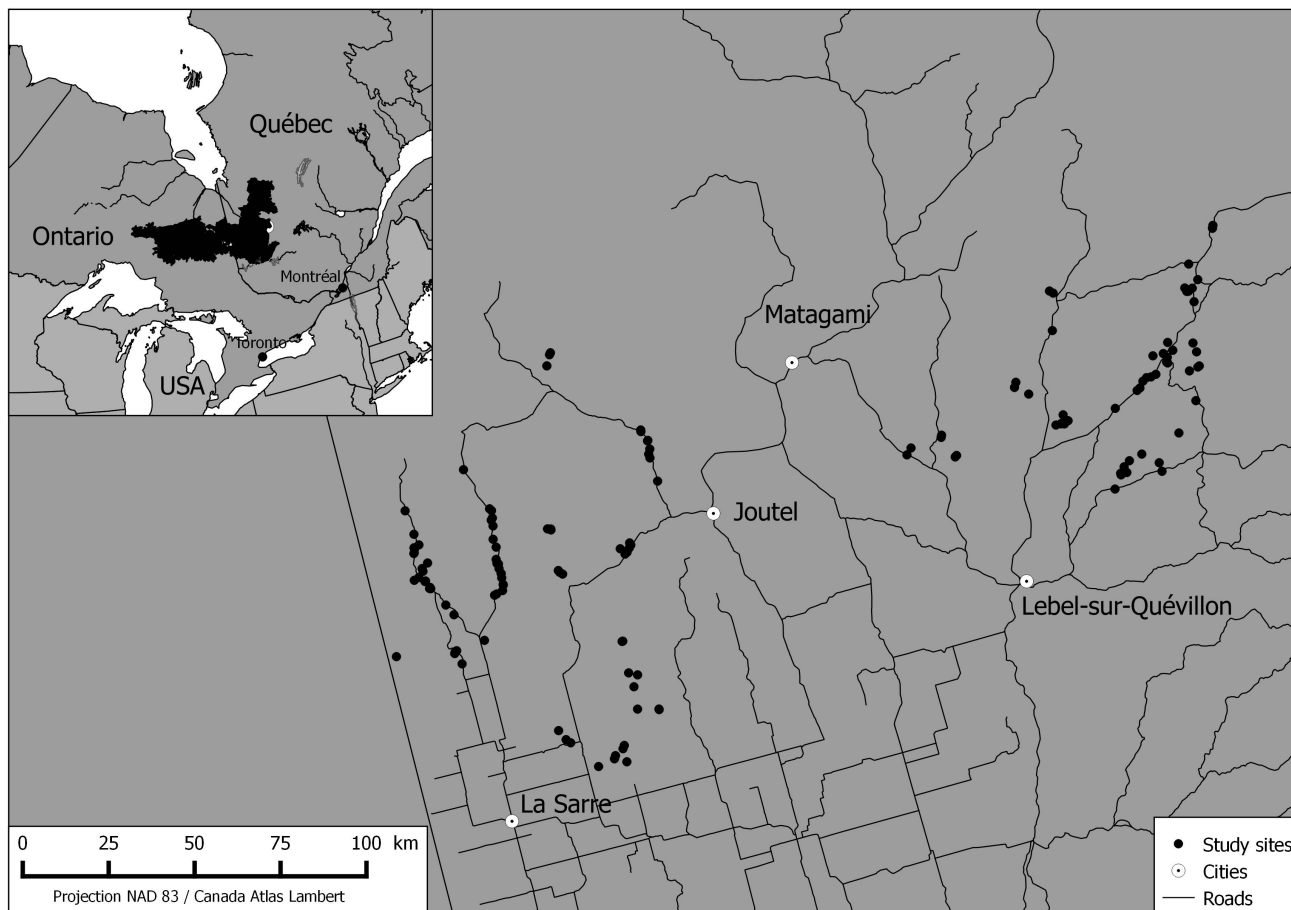 Québec
Ontario
Montréal
Toronto
USA
Matagami
Joutel
Lebel-sur-Quévillon
La Sarre
0 25 50 75 100 km
Projection NAD 83 / Canada Atlas Lambert
Study sites
Cities
Roads